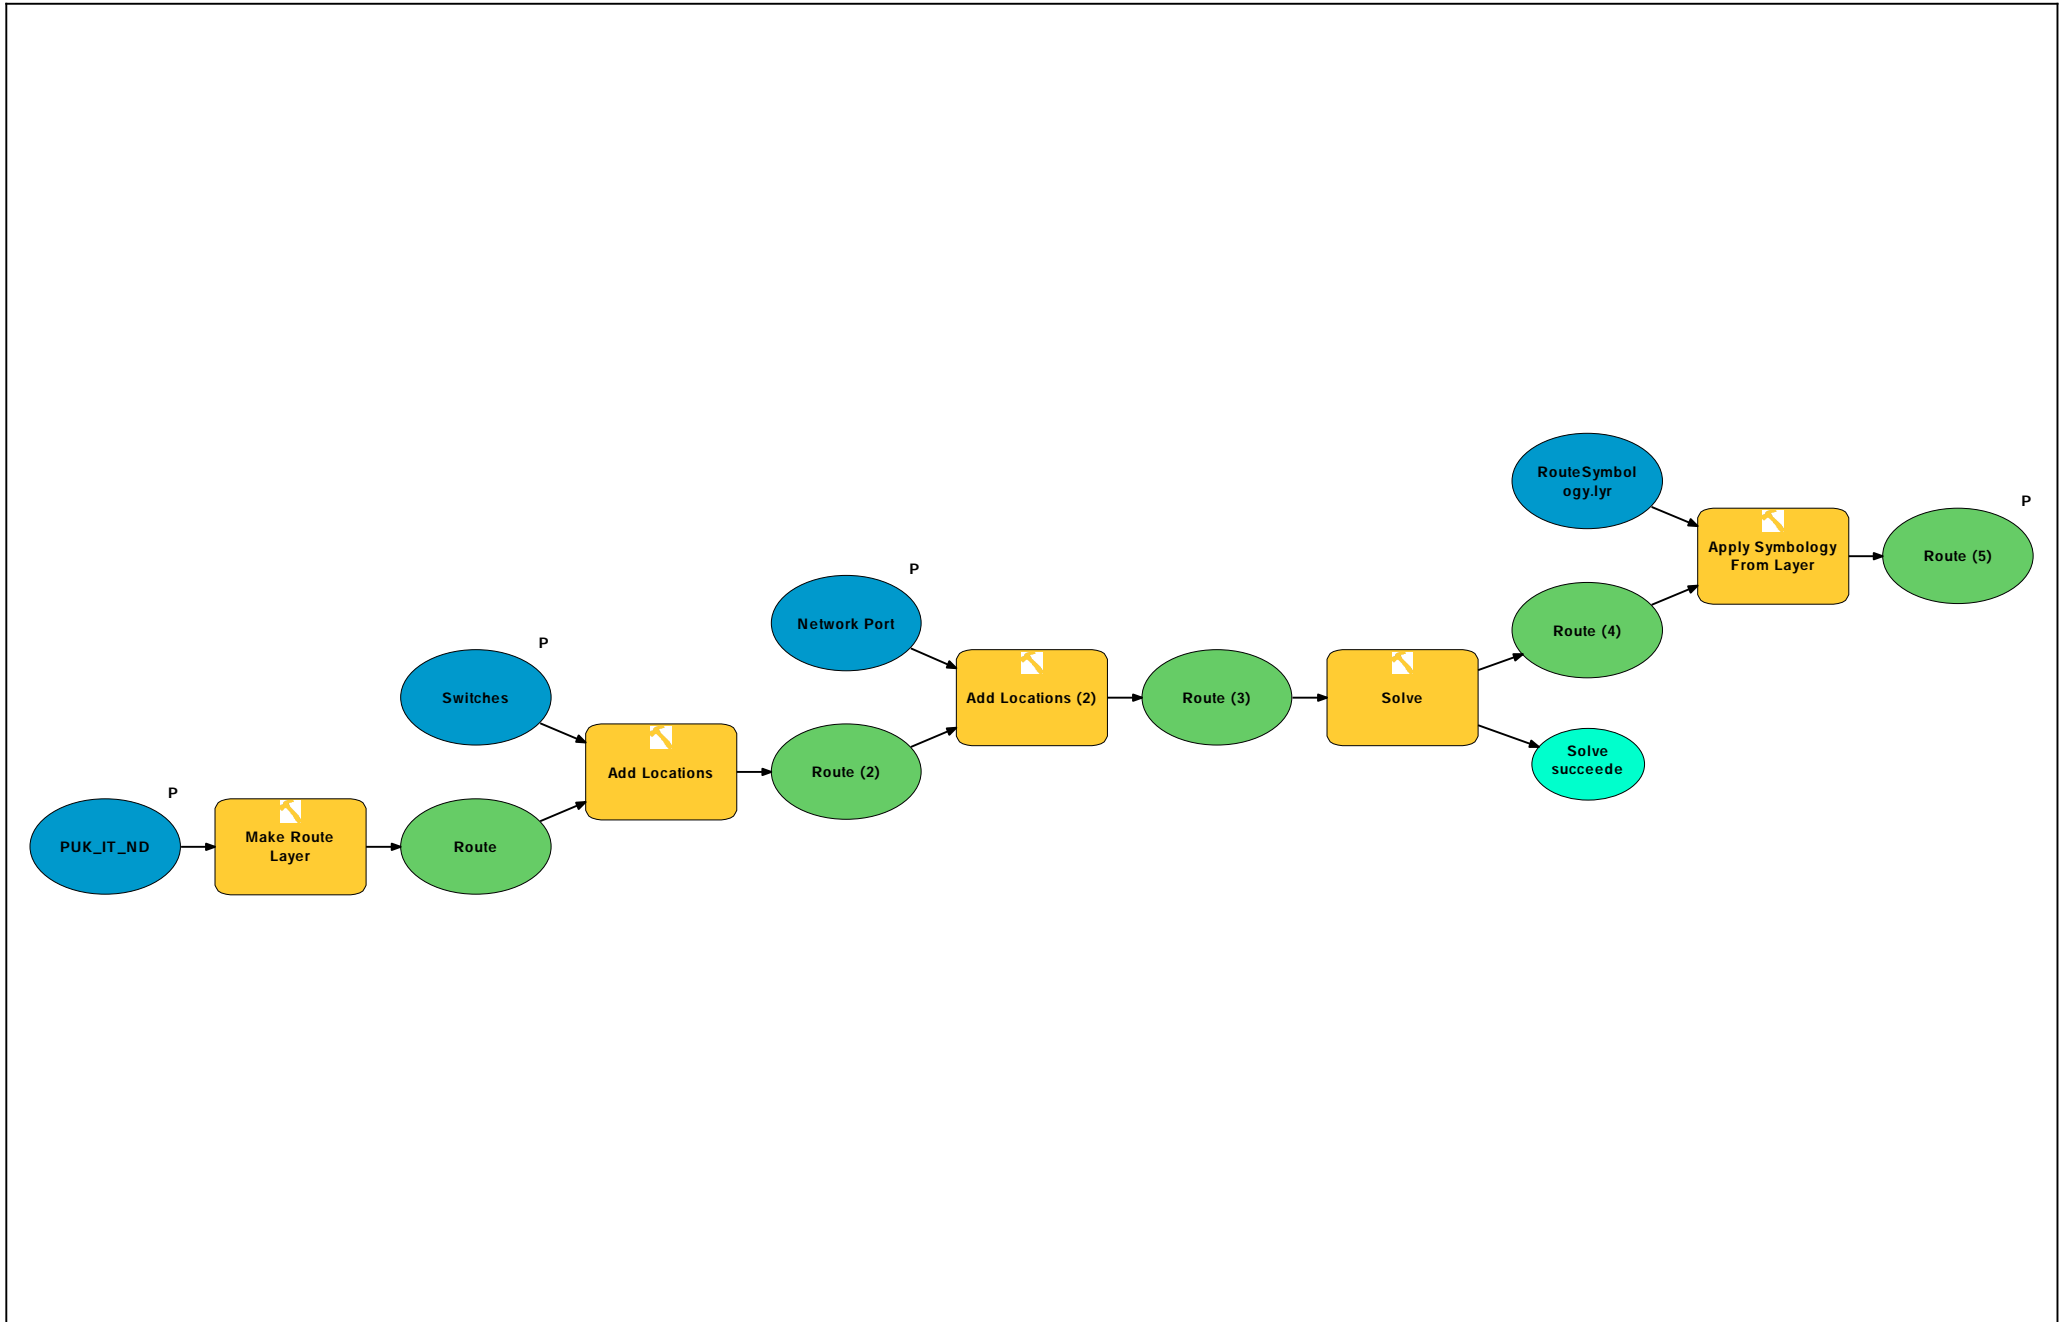 RouteSymbol
ogy.lyr
P
Apply Symbology
From Layer
Route (5)
P
Network Port
Route (4)
P
Switches
Add Locations (2)
Route (3)
Solve
Solve
succeede
Add Locations
Route (2)
P
PUK_IT_ND
Make Route
Layer
Route